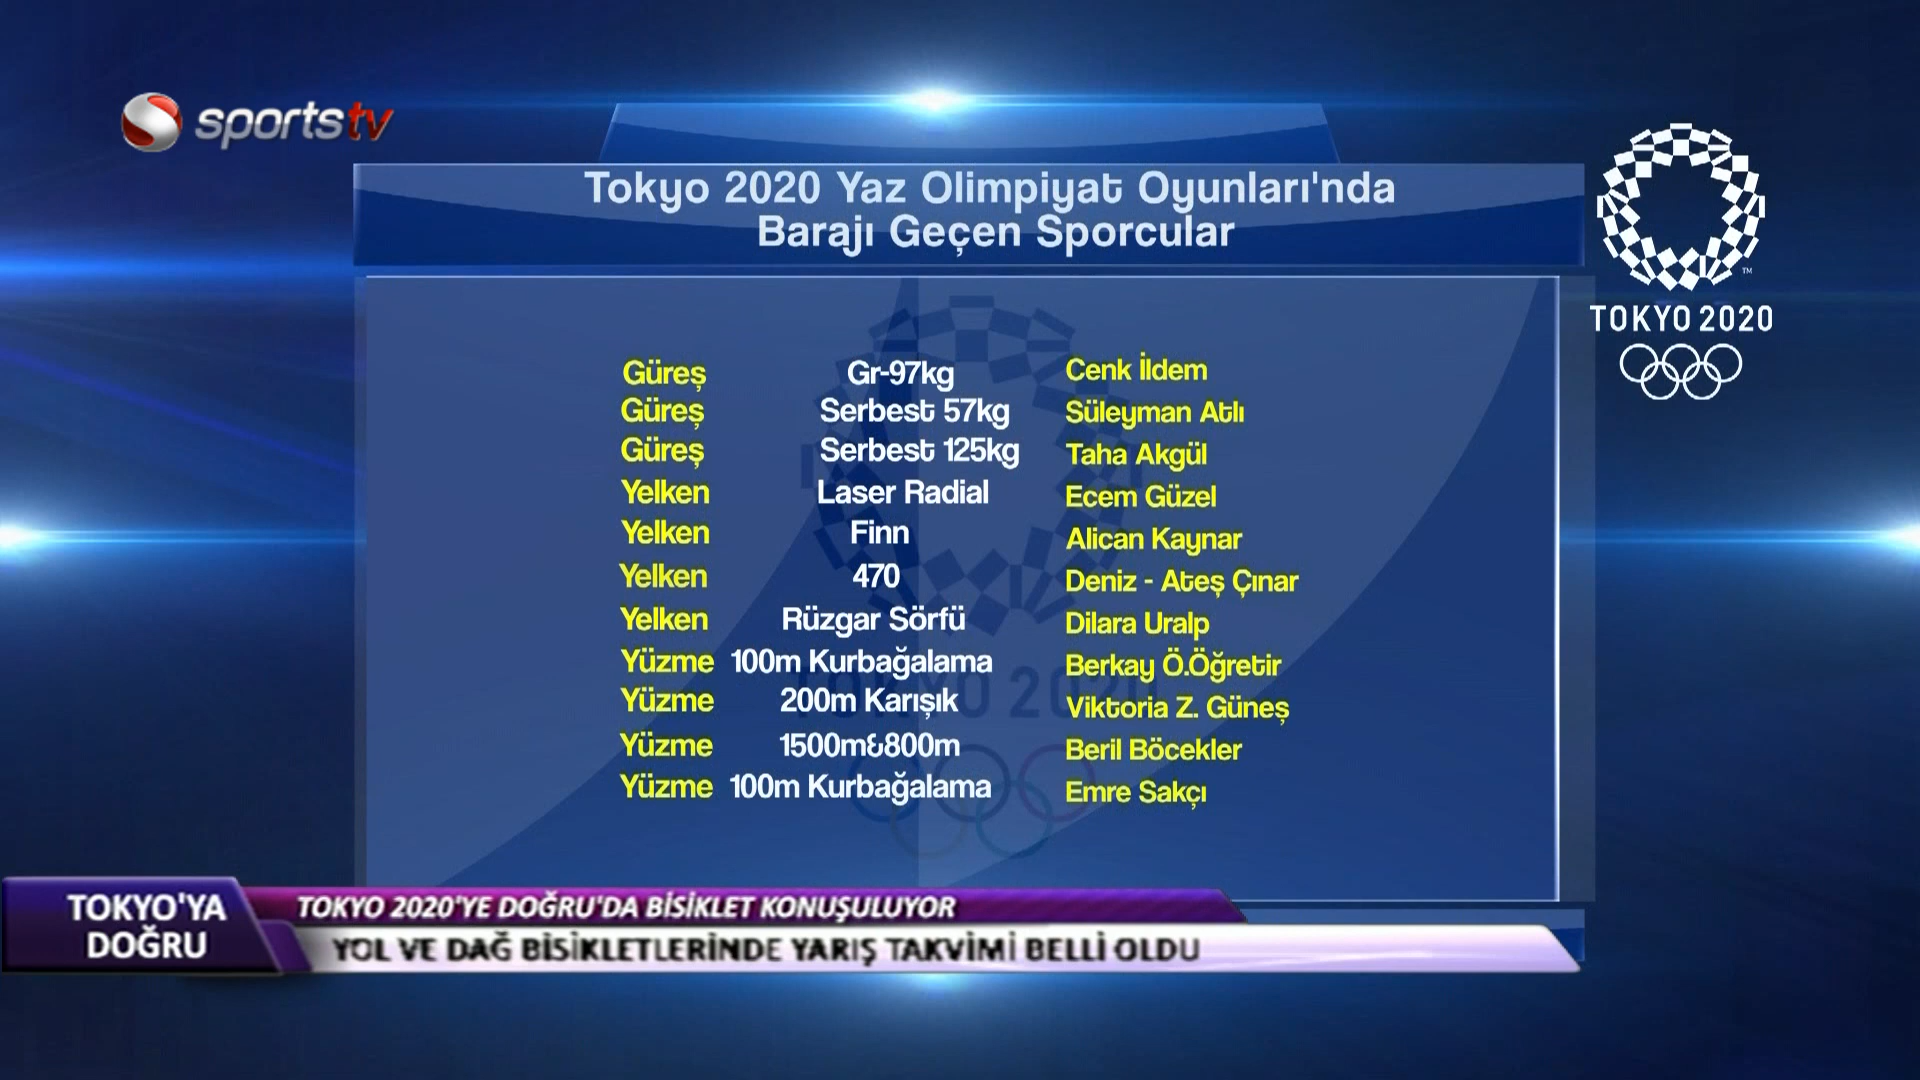 sportstv
Tokyo 2020 Yaz Olimpiyat Oyunları'nda
Barajı Geçen Sporcular
TM
TOKYO 2020
Güreş Gr-97kg Cenk İldem
Güreş Serbest 57kg Süleyman Atlı
Güreş Serbest 125kg Taha Akgül
Yelken Laser Radial Ecem Güzel
Yelken Finn Alican Kaynar
Yelken 470 Deniz - Ateş Çınar
Yelken Rüzgar Sörfü Dilara Uralp
Yüzme 100m Kurbağalama Berkay Ö.Öğretir
Yüzme 200m Karışık Viktoria Z. Güneş
Yüzme 1500m&800m Beril Böcekler
Yüzme 100m Kurbağalama Emre Sakçı
TOKYO 2020
TOKYO'YA
DOĞRU
TOKYO 2020'YE DOĞRU'DA BİSİKLET KONUŞULUYOR
YOL VE DAĞ BİSİKLETLERİNDE YARIŞ TAKVİMİ BELLİ OLDU